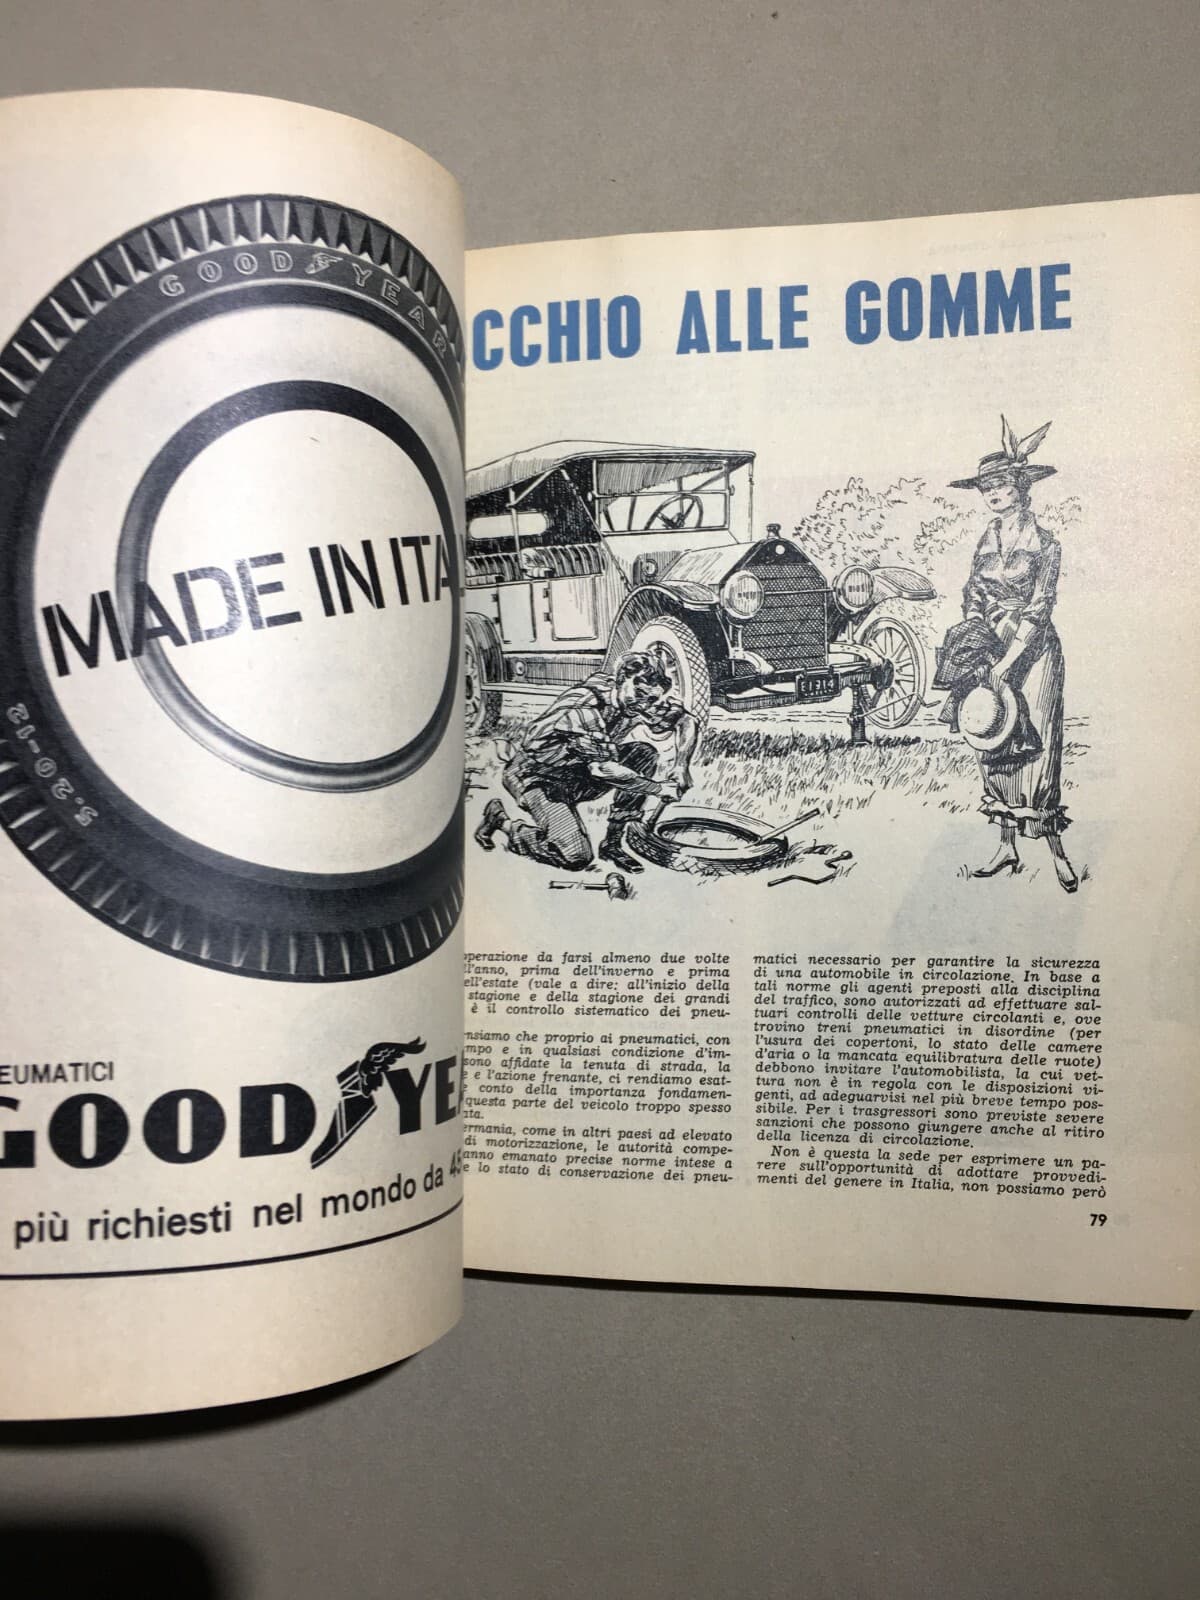 GOODYEAR
MADE IN ITA
5.20-12
EUMATICI
GOOD YE
più richiesti nel mondo da 45
CCHIO ALLE GOMME
E1314
operazione da farsi almeno due volte
ll'anno, prima dell'inverno e prima
ell'estate (vale a dire: all'inizio della
stagione e della stagione dei grandi
è il controllo sistematico dei pneu-
nsiamo che proprio ai pneumatici, con
mpo e in qualsiasi condizione d'im-
sono affidate la tenuta di strada, la
e e l'azione frenante, ci rendiamo esat-
e conto della importanza fondamen-
questa parte del veicolo troppo spesso
ata.
ermania, come in altri paesi ad elevato
di motorizzazione, le autorità compe-
anno emanato precise norme intese a
e lo stato di conservazione dei pneu-
matici necessario per garantire la sicurezza
di una automobile in circolazione. In base a
tali norme gli agenti preposti alla disciplina
del traffico, sono autorizzati ad effettuare sal-
tuari controlli delle vetture circolanti e, ove
trovino treni pneumatici in disordine (per
l'usura dei copertoni, lo stato delle camere
d'aria o la mancata equilibratura delle ruote)
debbono invitare l'automobilista, la cui vet-
tura non è in regola con le disposizioni vi-
genti, ad adeguarvisi nel più breve tempo pos-
sibile. Per i trasgressori sono previste severe
sanzioni che possono giungere anche al ritiro
della licenza di circolazione.
Non è questa la sede per esprimere un pa-
rere sull'opportunità di adottare provvedi-
menti del genere in Italia, non possiamo però
79